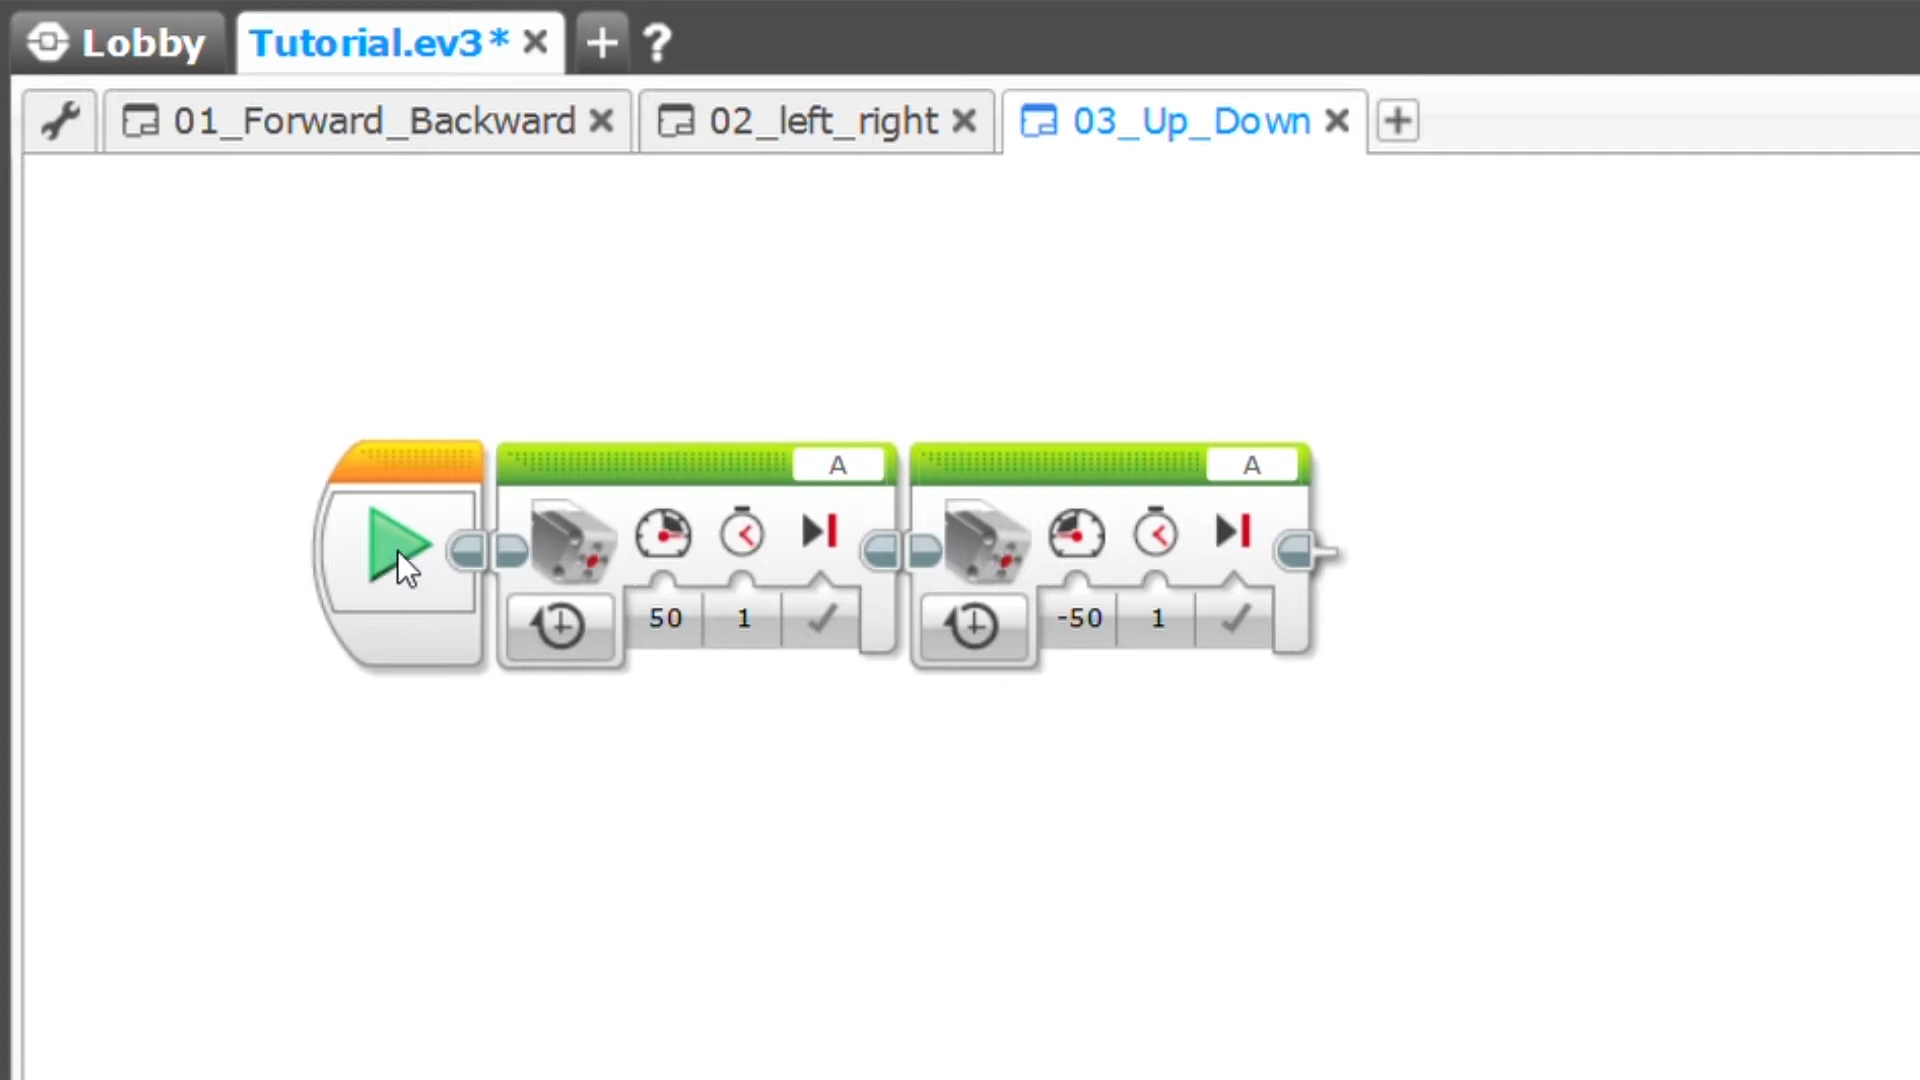 Lobby Tutorial.ev3* + ?
01_Forward_Backward 02_left_right 03_Up_Down +
A A
50 1 -50 1